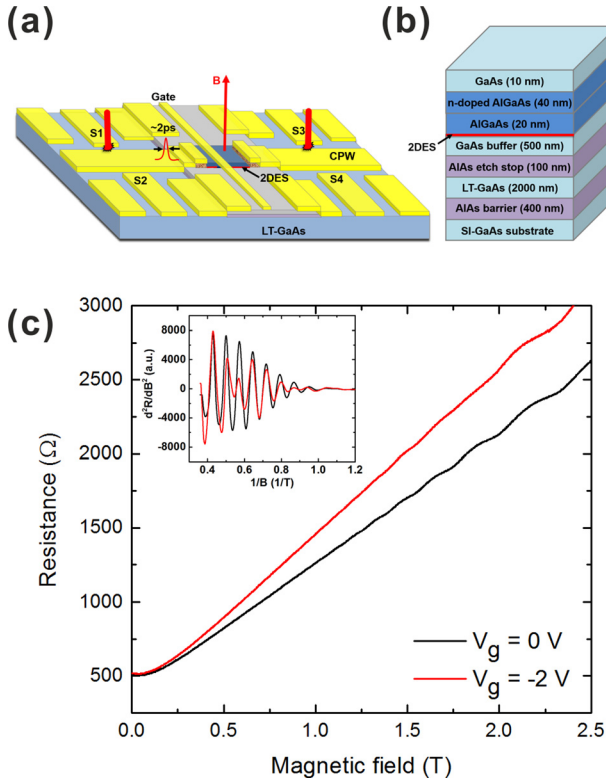 (a)
(b)
Gate
B
~2ps
S1
S3
CPW
2DES
S2
S4
LT-GaAs
GaAs (10 nm)
n-doped AlGaAs (40 nm)
AlGaAs (20 nm)
2DES
GaAs buffer (500 nm)
AlAs etch stop (100 nm)
LT-GaAs (2000 nm)
AlAs barrier (400 nm)
SI-GaAs substrate
(c)
3000
2500
2000
1500
1000
500
Resistance (Ω)
8000
4000
0
-4000
-8000
d²R/dB² (a.u.)
0.4 0.6 0.8 1.0 1.2
1/B (1/T)
V_g = 0 V
V_g = -2 V
0.0 0.5 1.0 1.5 2.0 2.5
Magnetic field (T)